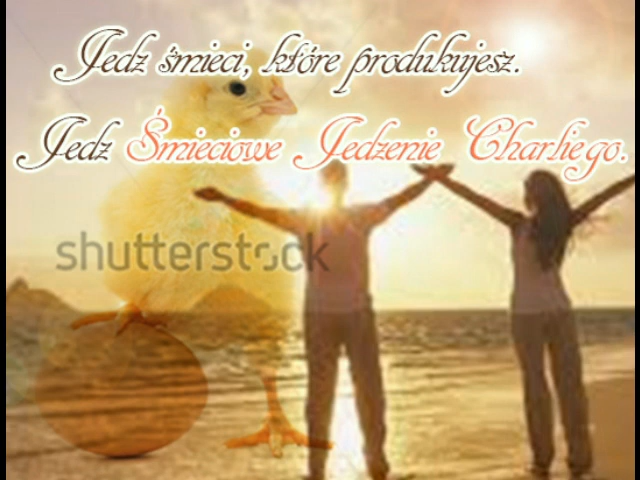 Jedz śmieci, które produkujesz.
Jedz Śmieciowe Jedzenie Charliego.
shutterstock